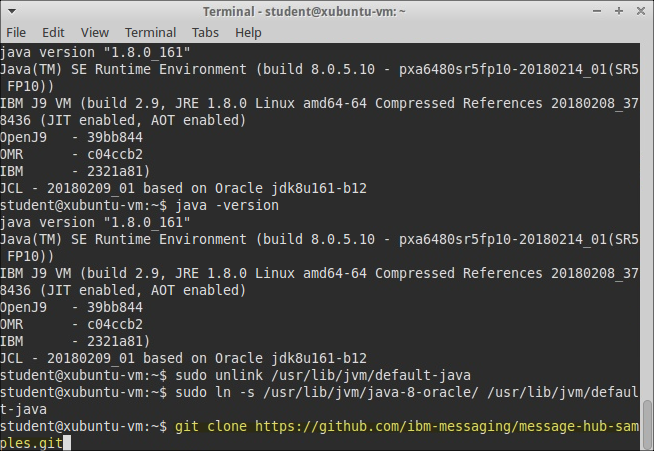 Terminal - student@xubuntu-vm: ~
File Edit View Terminal Tabs Help
java version "1.8.0_161"
Java(TM) SE Runtime Environment (build 8.0.5.10 - pxa6480sr5fp10-20180214_01(SR5
 FP10))
IBM J9 VM (build 2.9, JRE 1.8.0 Linux amd64-64 Compressed References 20180208_37
8436 (JIT enabled, AOT enabled)
OpenJ9   - 39bb844
OMR      - c04ccb2
IBM      - 2321a81)
JCL - 20180209_01 based on Oracle jdk8u161-b12
student@xubuntu-vm:~$ java -version
java version "1.8.0_161"
Java(TM) SE Runtime Environment (build 8.0.5.10 - pxa6480sr5fp10-20180214_01(SR5
 FP10))
IBM J9 VM (build 2.9, JRE 1.8.0 Linux amd64-64 Compressed References 20180208_37
8436 (JIT enabled, AOT enabled)
OpenJ9   - 39bb844
OMR      - c04ccb2
IBM      - 2321a81)
JCL - 20180209_01 based on Oracle jdk8u161-b12
student@xubuntu-vm:~$ sudo unlink /usr/lib/jvm/default-java
student@xubuntu-vm:~$ sudo ln -s /usr/lib/jvm/java-8-oracle/ /usr/lib/jvm/defaul
t-java
student@xubuntu-vm:~$ git clone https://github.com/ibm-messaging/message-hub-sam
ples.git